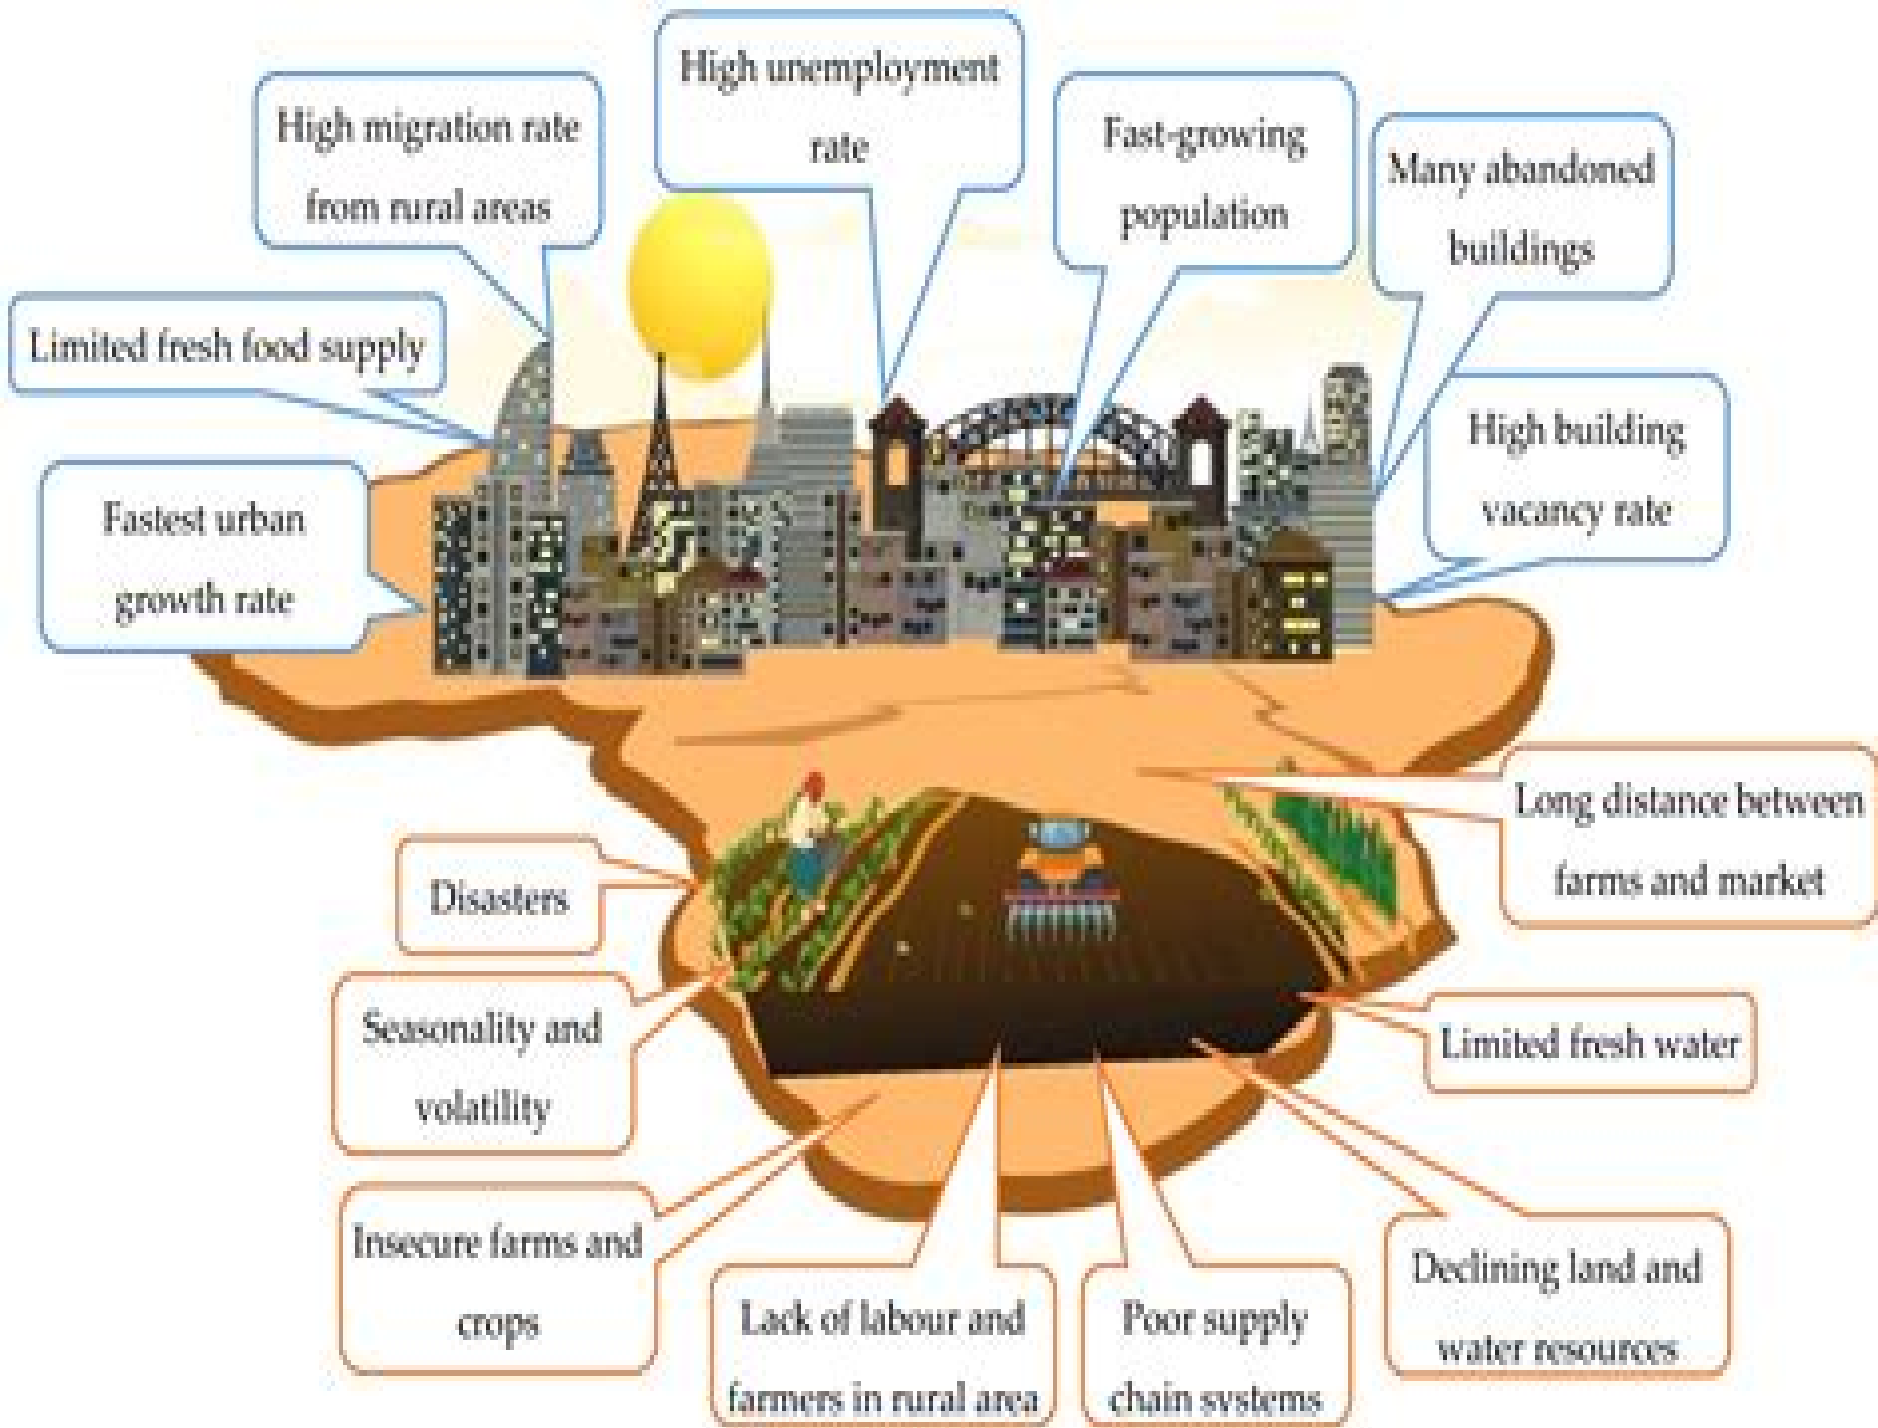 High unemployment
rate
High migration rate
from rural areas
Fast-growing
population
Many abandoned
buildings
Limited fresh food supply
High building
vacancy rate
Fastest urban
growth rate
Long distance between
farms and market
Disasters
Seasonality and
volatility
Limited fresh water
Insecure farms and
crops
Lack of labour and
farmers in rural area
Poor supply
chain systems
Declining land and
water resources